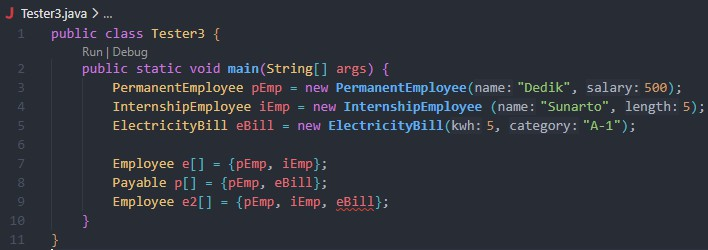 J Tester3.java > ...
1 public class Tester3 {
Run | Debug
2 public static void main(String[] args) {
3 PermanentEmployee pEmp = new PermanentEmployee(name: "Dedik", salary: 500);
4 InternshipEmployee iEmp = new InternshipEmployee (name: "Sunarto", length: 5);
5 ElectricityBill eBill = new ElectricityBill(kwh: 5, category: "A-1");
6
7 Employee e[] = {pEmp, iEmp};
8 Payable p[] = {pEmp, eBill};
9 Employee e2[] = {pEmp, iEmp, eBill};
10 }
11 }